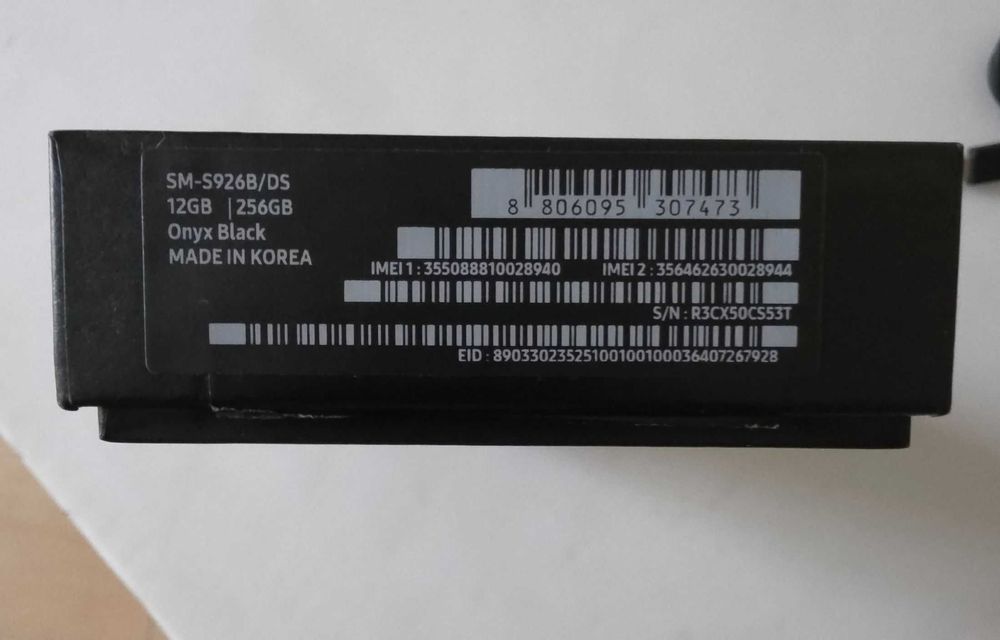 SM-S926B/DS
12GB | 256GB
Onyx Black
MADE IN KOREA
8 806095 307473
IMEI 1 : 355088810028940 IMEI 2 : 356462630028944
S/N : R3CX50CS53T
EID : 89033023525100100100036407267928